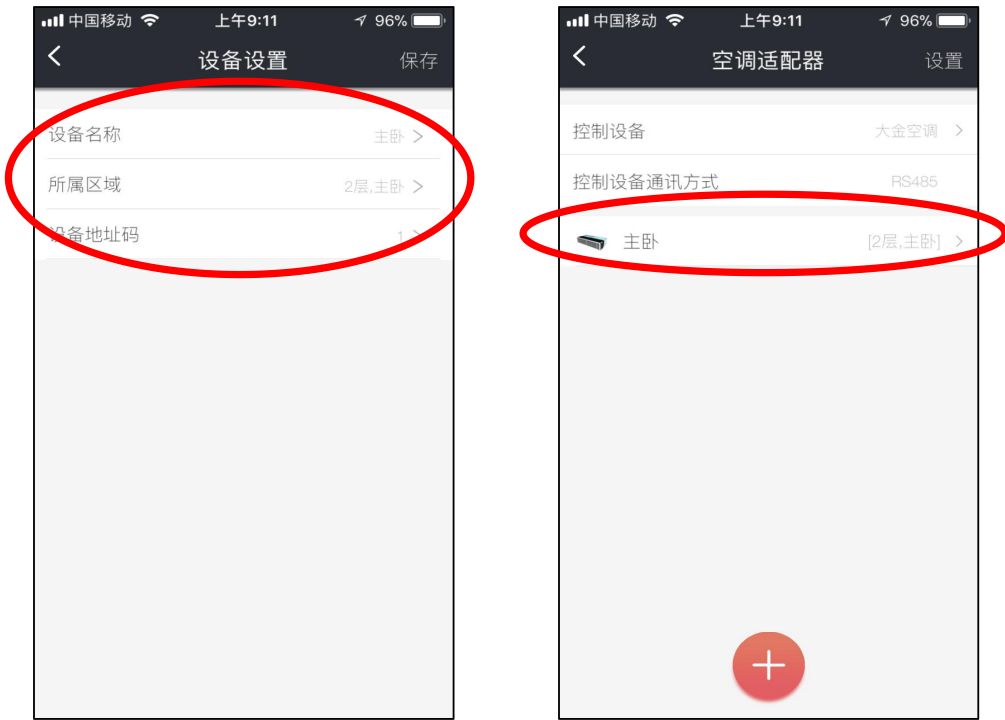 中国移动 上午9:11 96%
设备设置 保存
设备名称 主卧
所属区域 2层,主卧
设备地址码 1
中国移动 上午9:11 96%
空调适配器 设置
控制设备 大金空调
控制设备通讯方式 RS485
主卧 [2层,主卧]